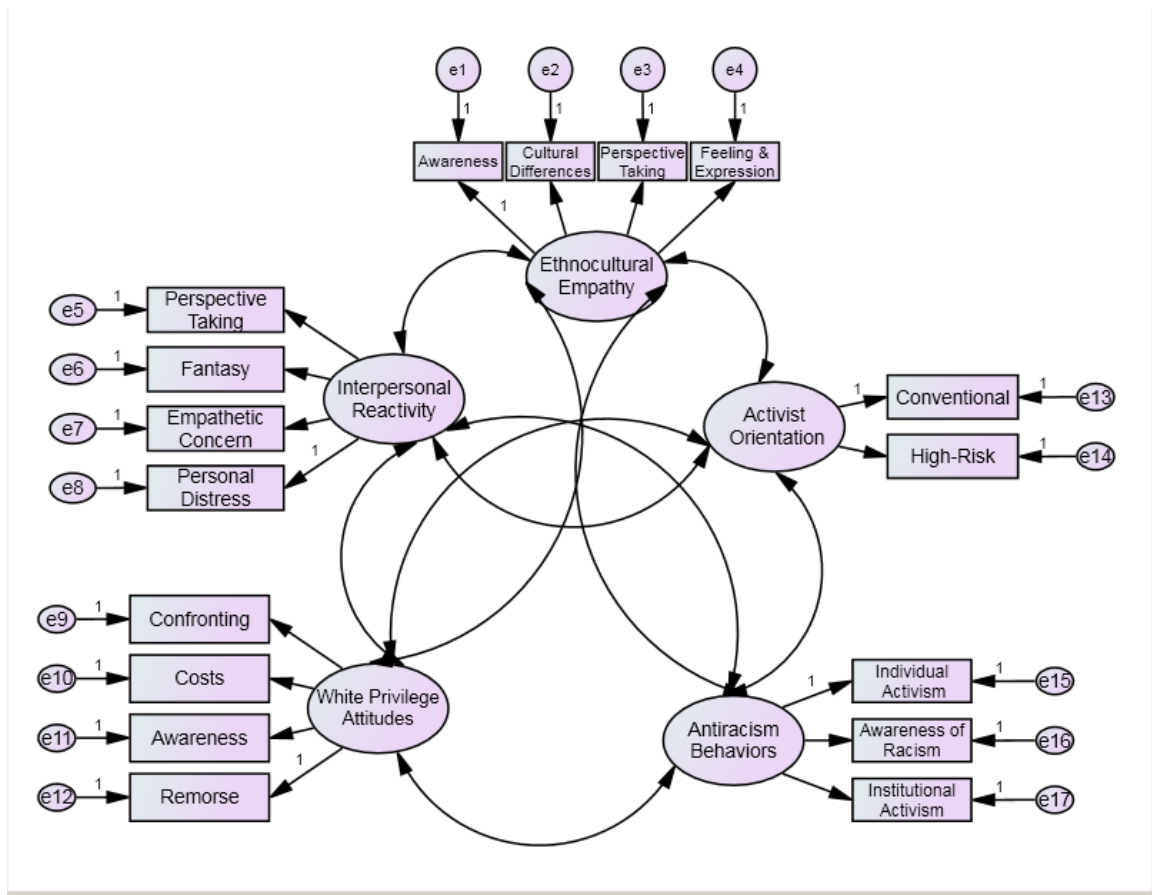 e1
e2
e3
e4
1
1
1
1
Awareness
Cultural
Differences
Perspective
Taking
Feeling &
Expression
1
Ethnocultural
Empathy
e5
1
Perspective
Taking
e6
1
Fantasy
e7
1
Empathetic
Concern
e8
1
Personal
Distress
1
Interpersonal
Reactivity
Activist
Orientation
1
Conventional
1
e13
High-Risk
1
e14
e9
1
Confronting
e10
1
Costs
e11
1
Awareness
e12
1
Remorse
1
White Privilege
Attitudes
Antiracism
Behaviors
1
Individual
Activism
1
e15
Awareness of
Racism
1
e16
Institutional
Activism
1
e17